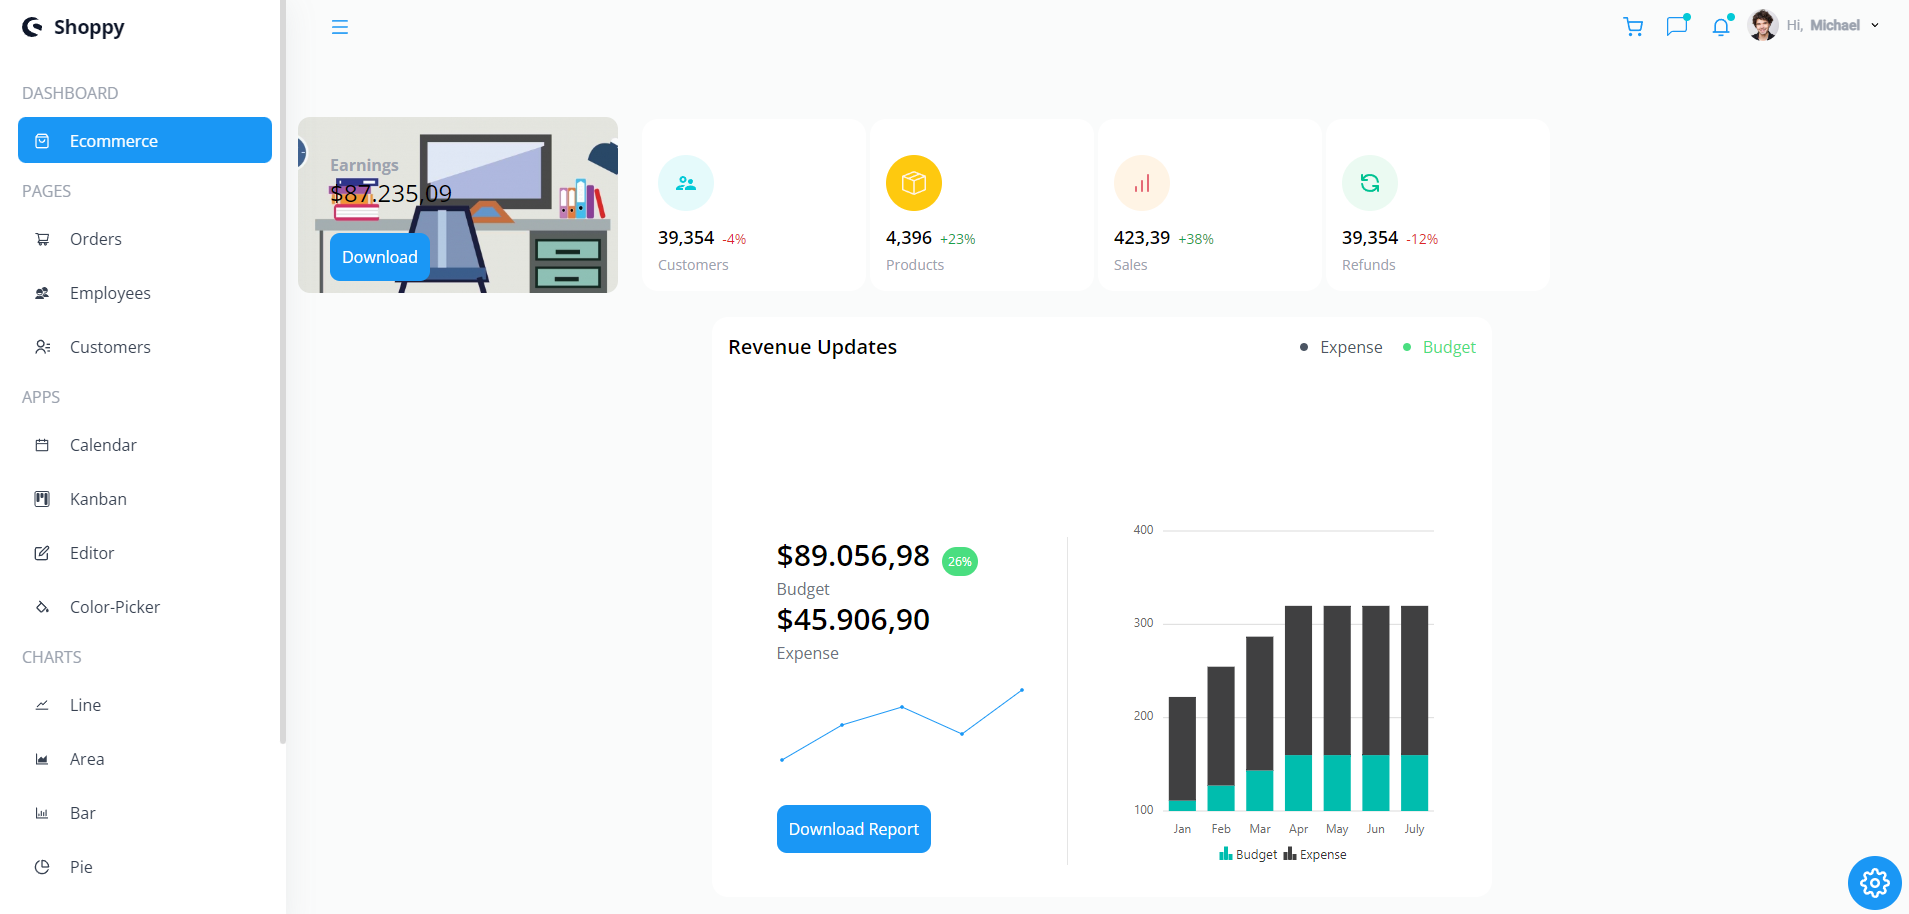 Shoppy
Hi, Michael
DASHBOARD
Ecommerce
PAGES
Orders
Employees
Customers
APPS
Calendar
Kanban
Editor
Color-Picker
CHARTS
Line
Area
Bar
Pie
Earnings
$87.235,09
Download
39,354 -4%
Customers
4,396 +23%
Products
423,39 +38%
Sales
39,354 -12%
Refunds
Revenue Updates
Expense
Budget
$89.056,98 26%
Budget
$45.906,90
Expense
Download Report
400
300
200
100
Jan Feb Mar Apr May Jun July
Budget Expense